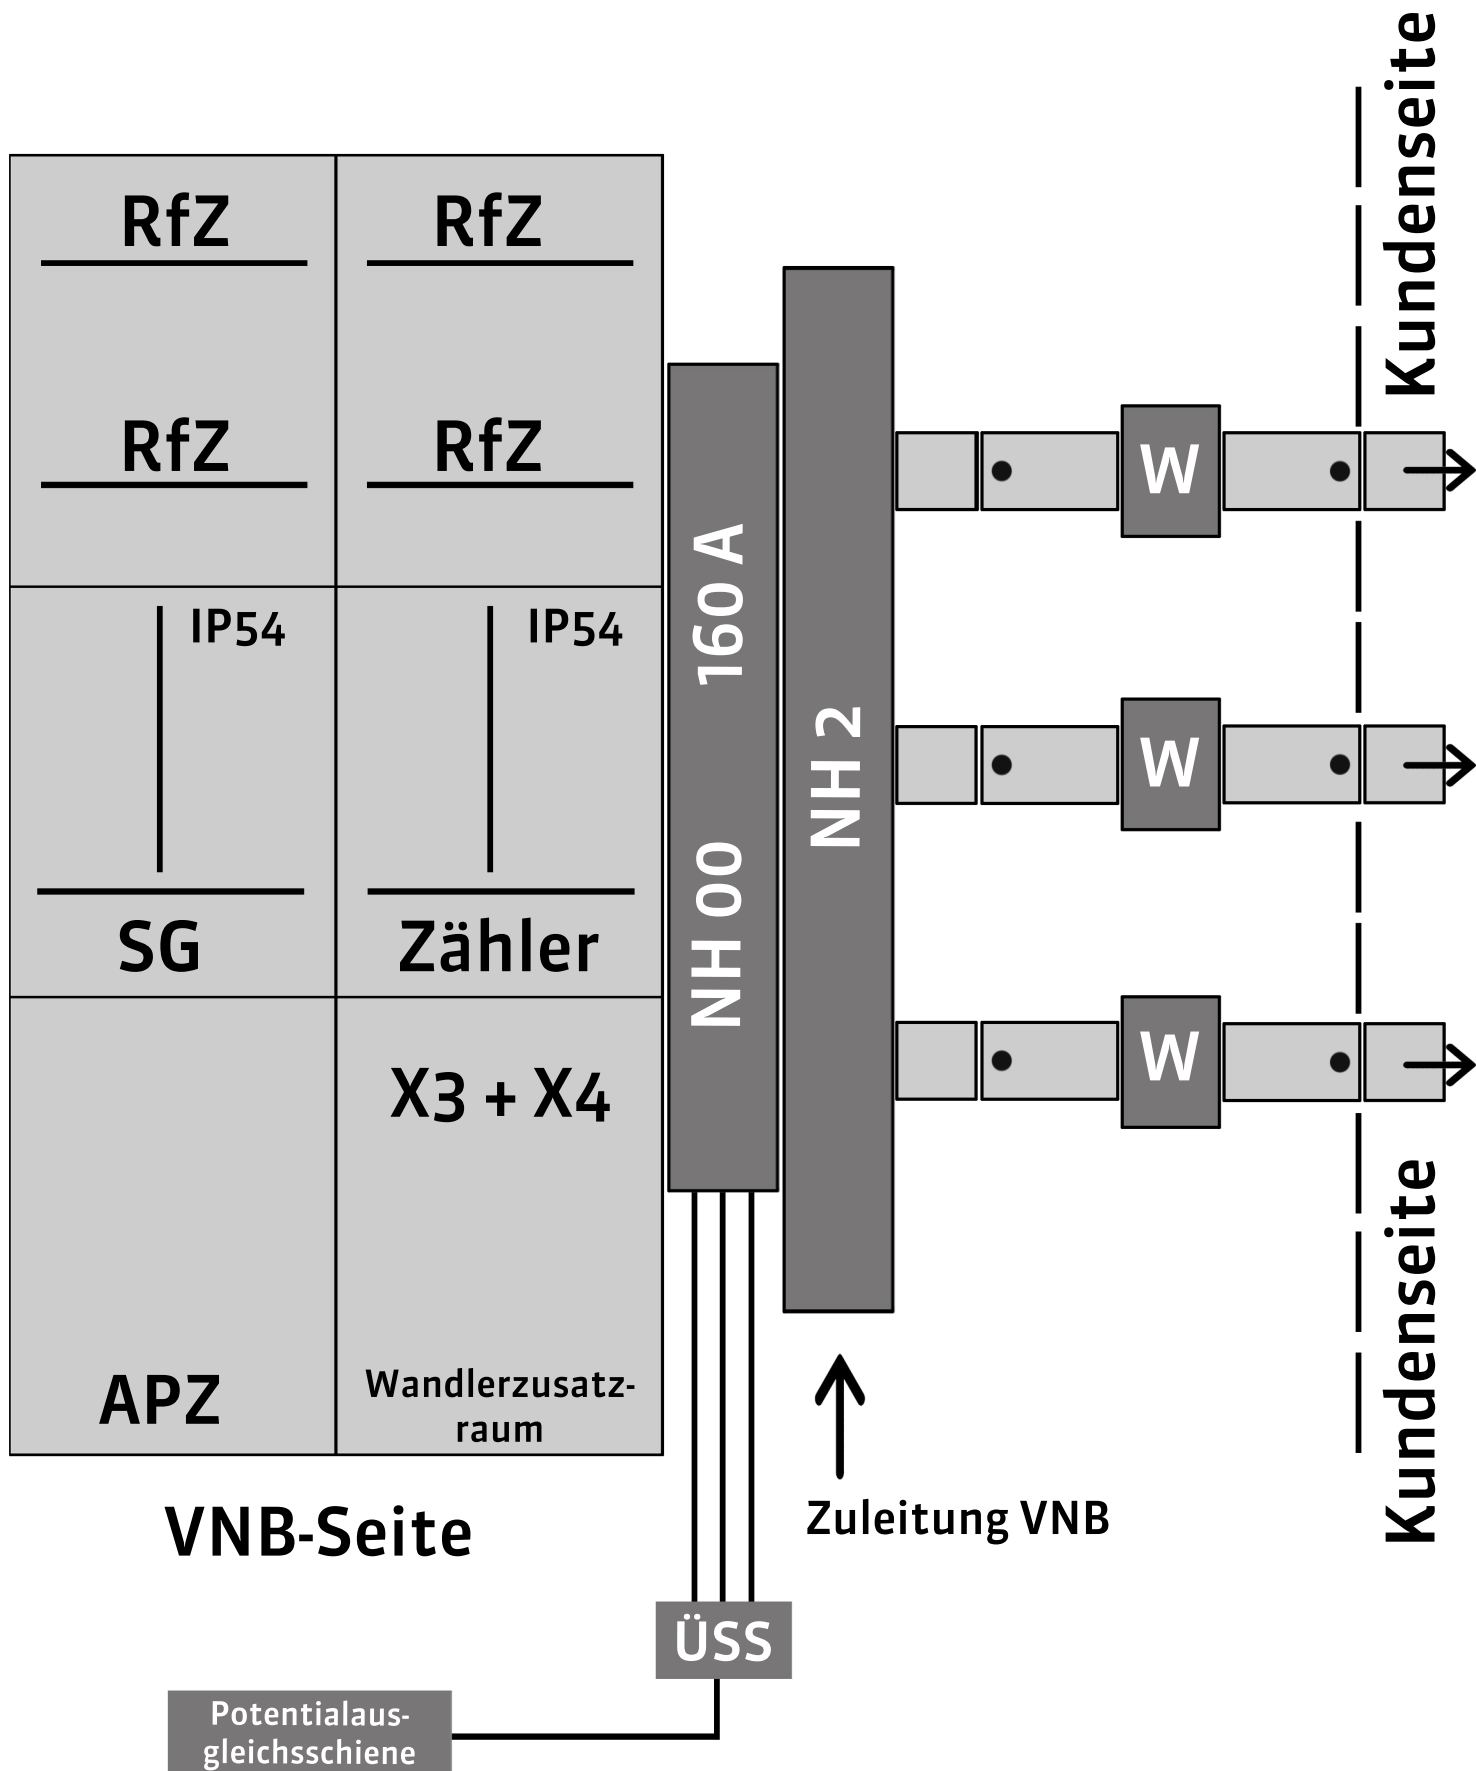 Kundenseite
RfZ
RfZ
RfZ
RfZ
IP54
IP54
SG
Zähler
NH 00 160 A
NH 2
W
W
W
X3 + X4
APZ
Wandlerzusatz-
raum
VNB-Seite
Zuleitung VNB
Kundenseite
ÜSS
Potentialaus-
gleichsschiene